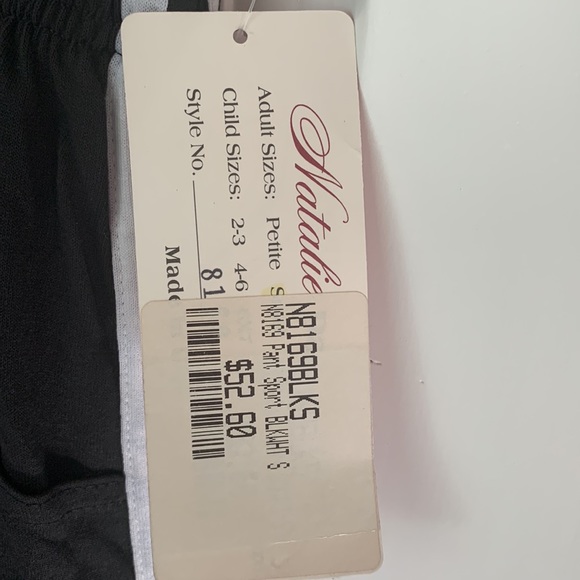 Natalie
Adult Sizes: Petite S
Child Sizes: 2-3 4-6
Style No. 81
Made
N8169BLKS
N8169 Pant Sport BLKWHT S
$52.60